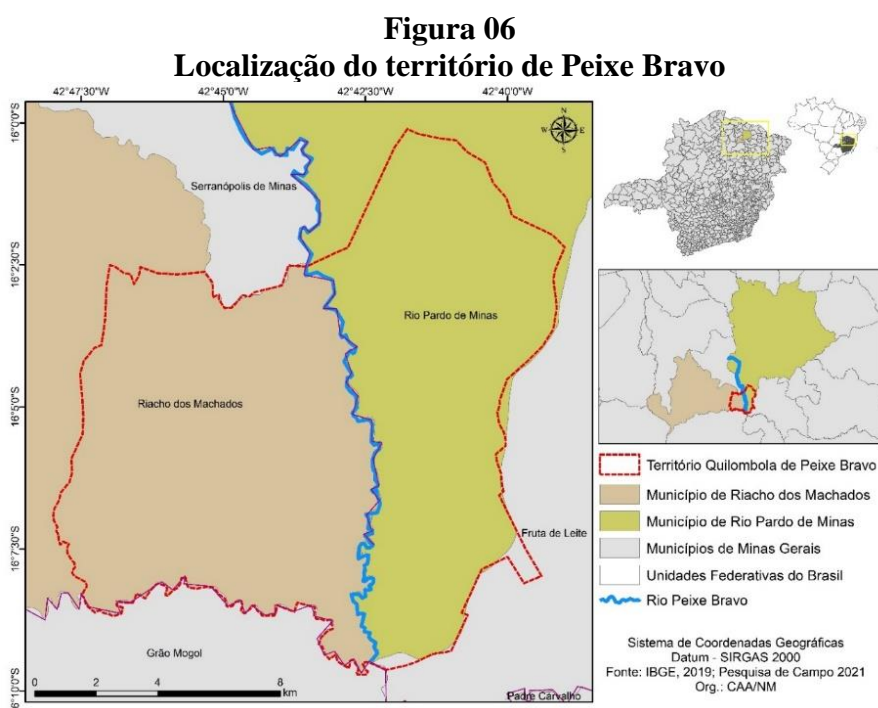 Figura 06
Localização do território de Peixe Bravo
42°47'30"W
42°45'0"W
42°42'30"W
42°40'0"W
16°0'0"S
16°2'30"S
16°5'0"S
16°7'30"S
6°10'0"S
N
W
E
S
Serranópolis de Minas
Rio Pardo de Minas
Riacho dos Machados
Fruta de Leite
Grão Mogol
Padre Carvalho
0 2 4 8
km
Território Quilombola de Peixe Bravo
Município de Riacho dos Machados
Município de Rio Pardo de Minas
Municípios de Minas Gerais
Unidades Federativas do Brasil
Rio Peixe Bravo
Sistema de Coordenadas Geográficas
Datum - SIRGAS 2000
Fonte: IBGE, 2019; Pesquisa de Campo 2021
Org.: CAA/NM